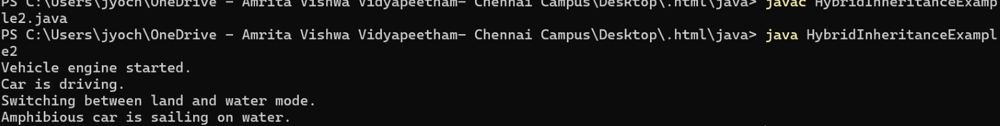 PS C:\Users\jyoch\OneDrive - Amrita Vishwa Vidyapeetham- Chennai Campus\Desktop\.html\java> javac HybridInheritanceExamp
le2.java
PS C:\Users\jyoch\OneDrive - Amrita Vishwa Vidyapeetham- Chennai Campus\Desktop\.html\java> java HybridInheritanceExampl
e2
Vehicle engine started.
Car is driving.
Switching between land and water mode.
Amphibious car is sailing on water.